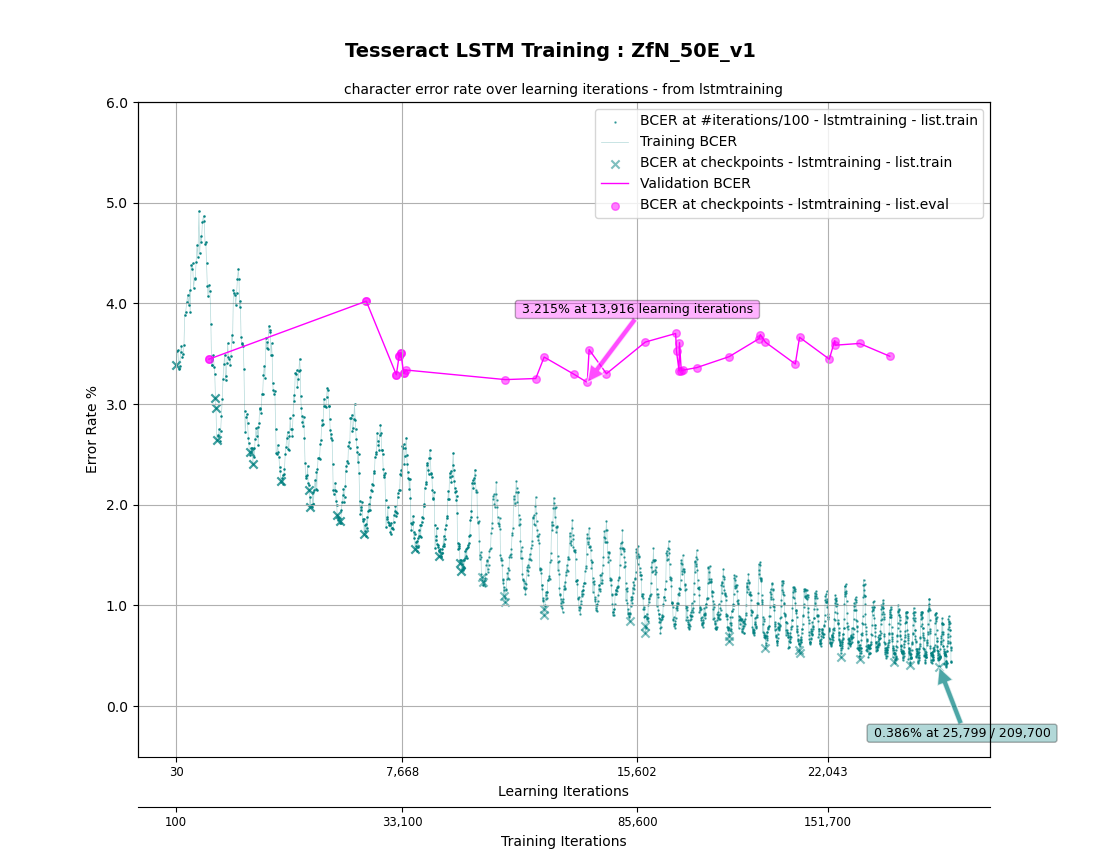 Tesseract LSTM Training : ZfN_50E_v1
character error rate over learning iterations - from lstmtraining
BCER at #iterations/100 - lstmtraining - list.train
Training BCER
BCER at checkpoints - lstmtraining - list.train
Validation BCER
BCER at checkpoints - lstmtraining - list.eval
6.0
5.0
4.0
3.0
2.0
1.0
0.0
Error Rate %
3.215% at 13,916 learning iterations
0.386% at 25,799 / 209,700
30 7,668 15,602 22,043
Learning Iterations
100 33,100 85,600 151,700
Training Iterations